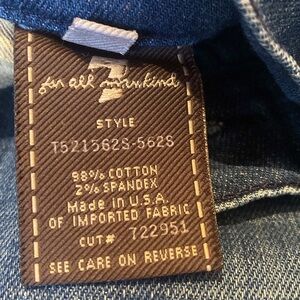 7
for all mankind
STYLE
T521562S-562S
98% COTTON
2% SPANDEX
Made in U.S.A.
OF IMPORTED FABRIC
CUT# 722951
SEE CARE ON REVERSE